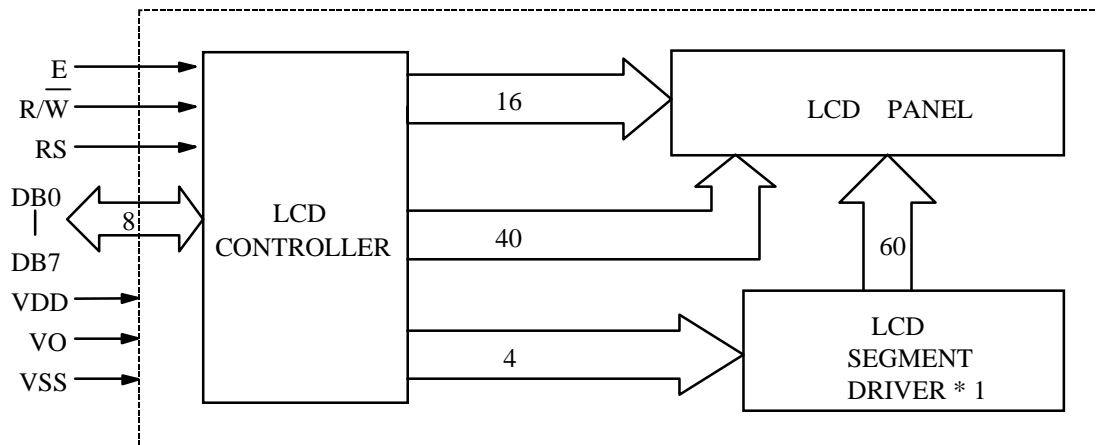 E
R/W
RS
DB0
DB7
VDD
VO
VSS
8
LCD
CONTROLLER
16
40
4
LCD PANEL
60
LCD
SEGMENT
DRIVER * 1